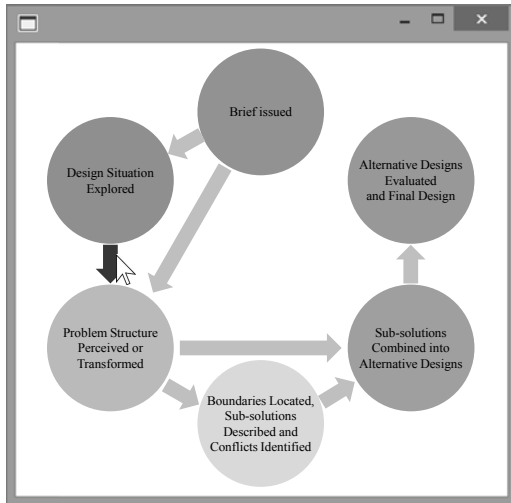 Brief issued
Design Situation
Explored
Alternative Designs
Evaluated
and Final Design
Problem Structure
Perceived or
Transformed
Sub-solutions
Combined into
Alternative Designs
Boundaries Located,
Sub-solutions
Described and
Conflicts Identified